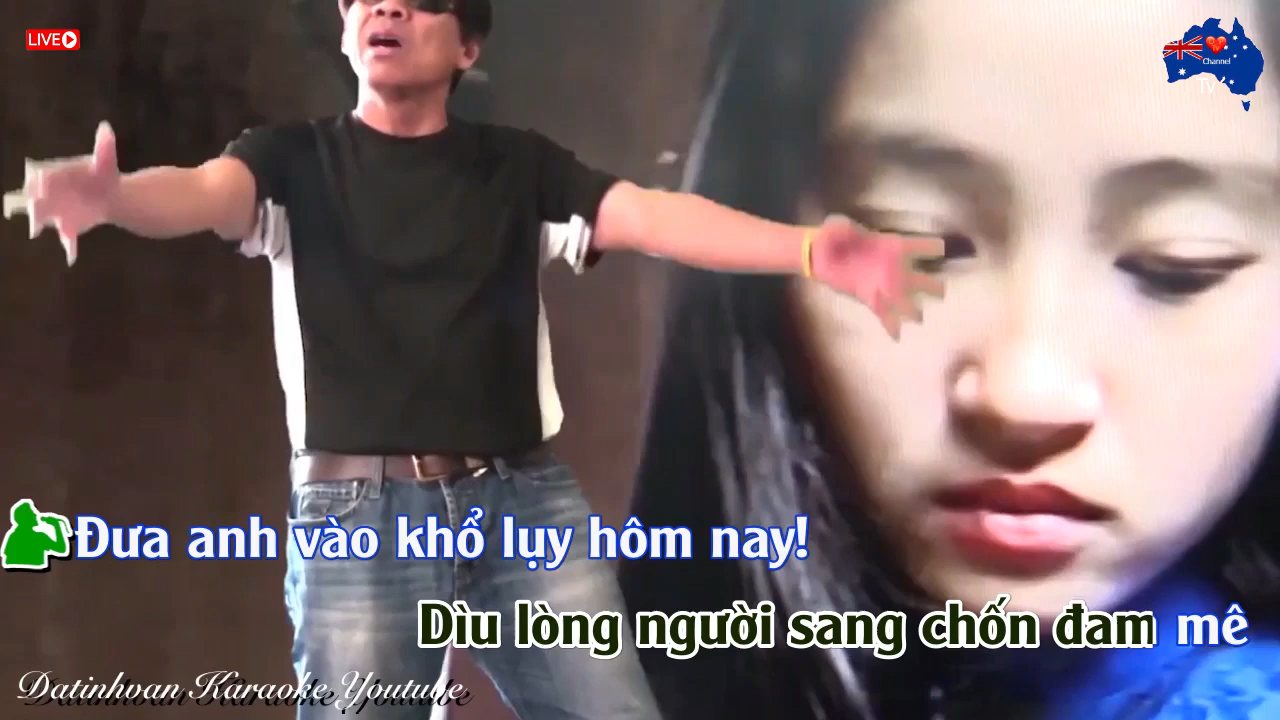 LIVE
Channel
Tv
Đưa anh vào khổ lụy hôm nay!
Dìu lòng người sang chốn đam mê
Datinhvan Karaoke Youtube